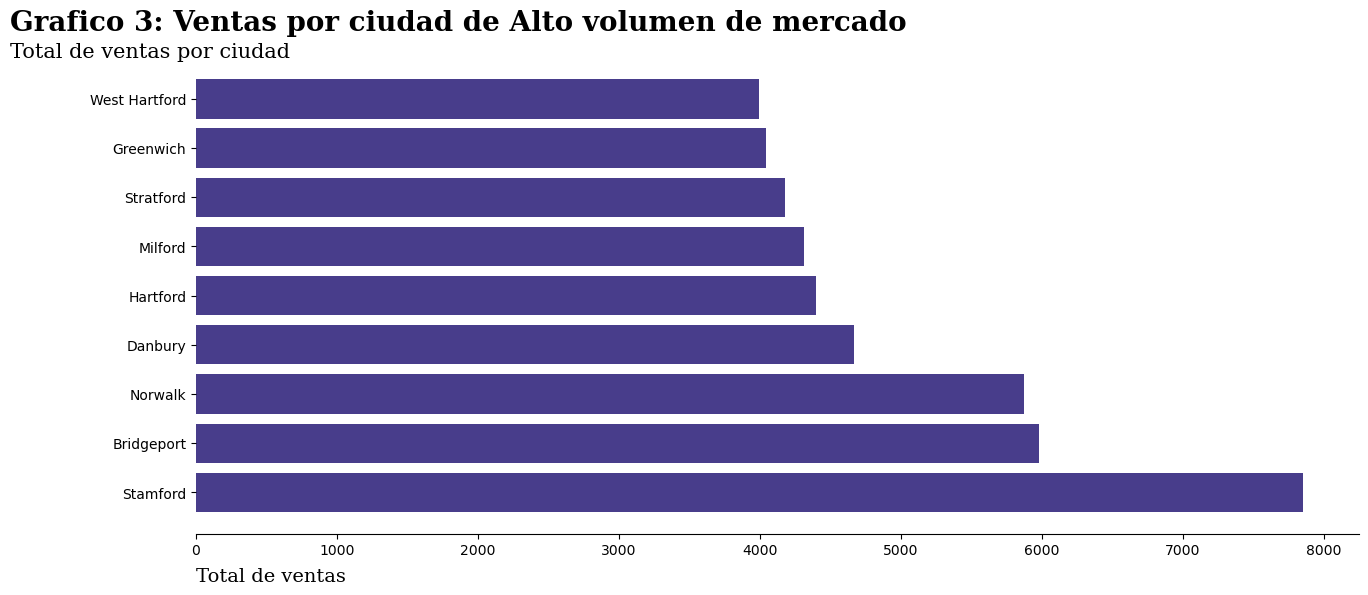 Grafico 3: Ventas por ciudad de Alto volumen de mercado
Total de ventas por ciudad
West Hartford
Greenwich
Stratford
Milford
Hartford
Danbury
Norwalk
Bridgeport
Stamford
0 1000 2000 3000 4000 5000 6000 7000 8000
Total de ventas